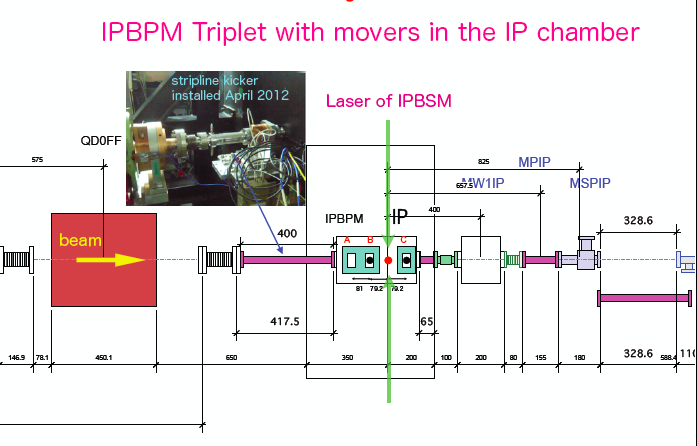 IPBPM Triplet with movers in the IP chamber
stripline kicker
installed April 2012
Laser of IPBSM
QD0FF
575
825
MPIP
657.5
MW1IP
MSPIP
400
IP
IPBPM
400
328.6
beam
A
B
C
81
79.2
79.2
417.5
65
146.9
78.1
450.1
650
350
200
100
200
80
155
180
328.6
588.4
110